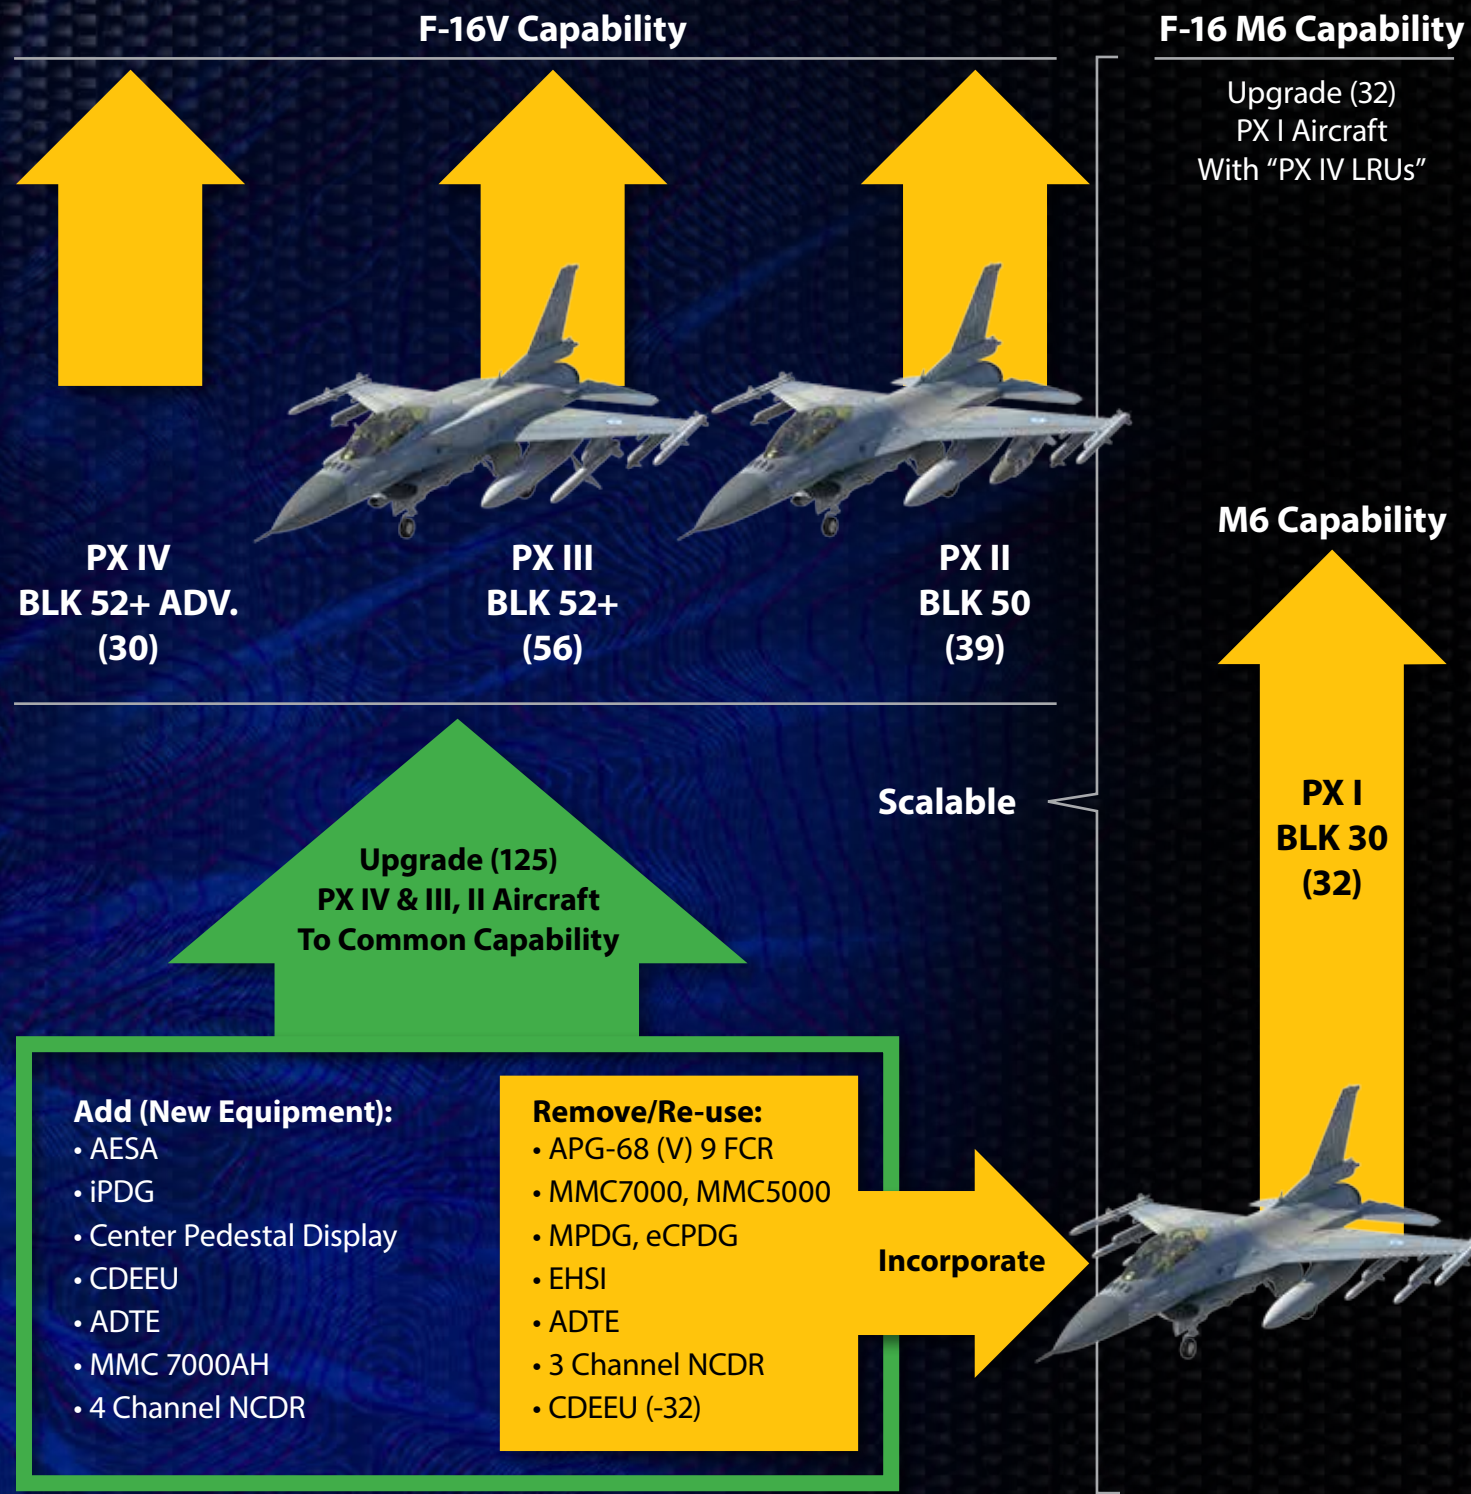 F-16V Capability
F-16 M6 Capability
Upgrade (32)
PX I Aircraft
With “PX IV LRUs”
PX IV
BLK 52+ ADV.
(30)
PX III
BLK 52+
(56)
PX II
BLK 50
(39)
M6 Capability
Scalable
PX I
BLK 30
(32)
Upgrade (125)
PX IV & III, II Aircraft
To Common Capability
Add (New Equipment):
• AESA
• iPDG
• Center Pedestal Display
• CDEEU
• ADTE
• MMC 7000AH
• 4 Channel NCDR
Remove/Re-use:
• APG-68 (V) 9 FCR
• MMC7000, MMC5000
• MPDG, eCPDG
• EHSI
• ADTE
• 3 Channel NCDR
• CDEEU (-32)
Incorporate